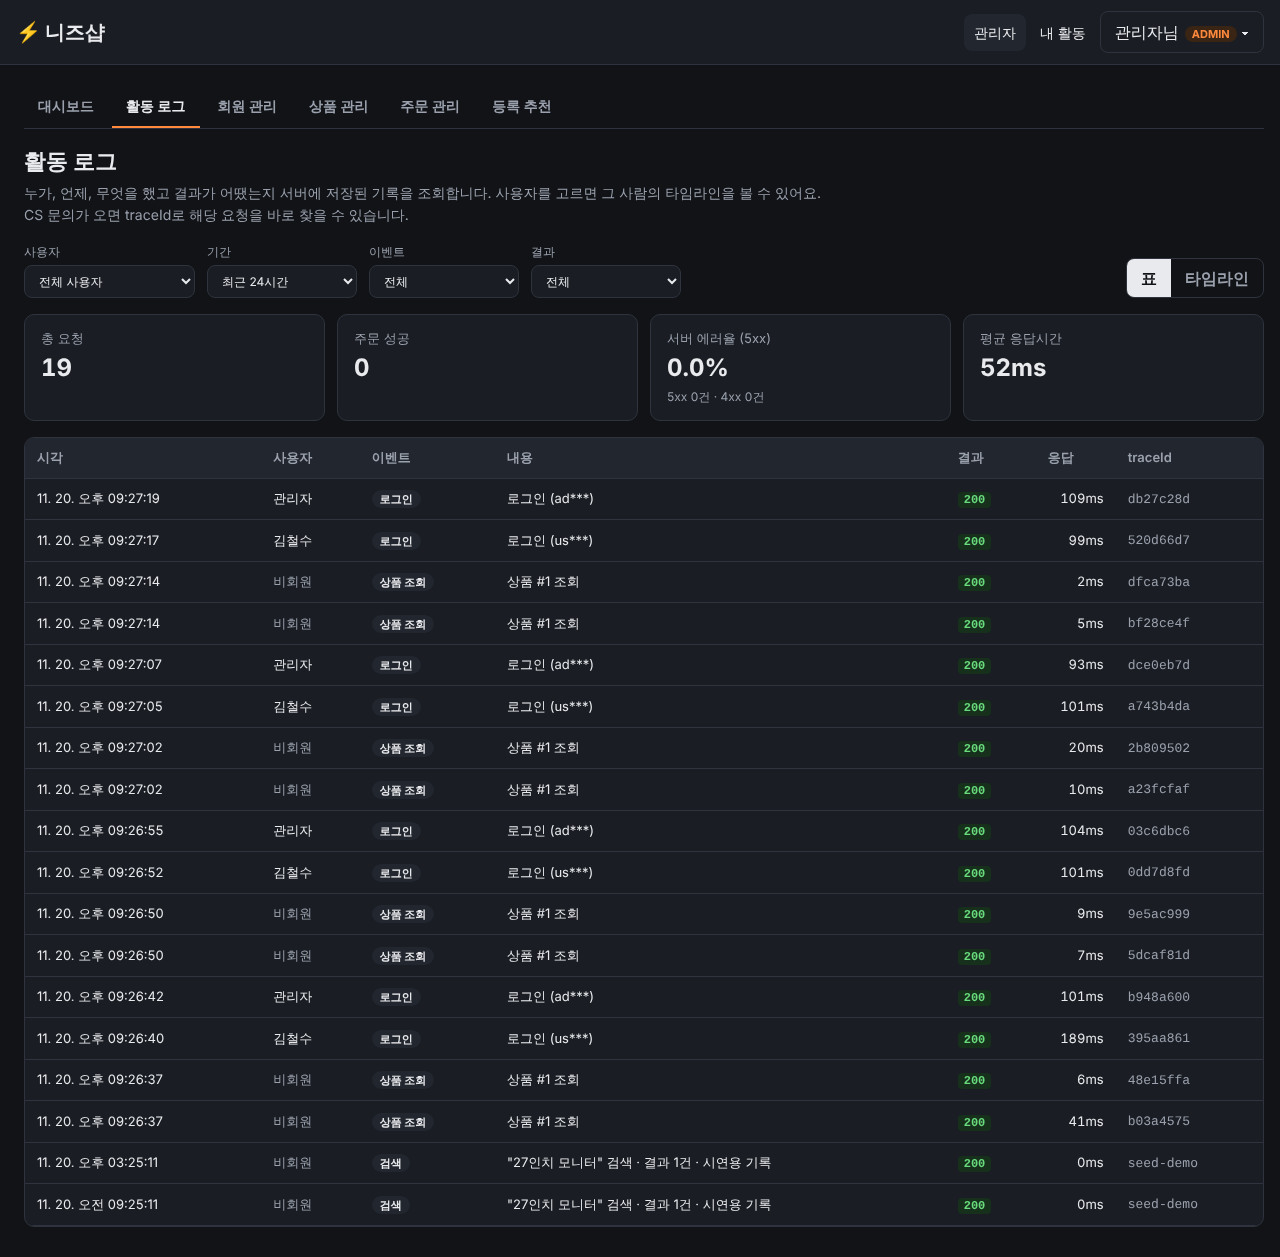 ⚡ 니즈샵
관리자 내 활동 관리자님 ADMIN
대시보드 활동 로그 회원 관리 상품 관리 주문 관리 등록 추천
활동 로그
누가, 언제, 무엇을 했고 결과가 어땠는지 서버에 저장된 기록을 조회합니다. 사용자를 고르면 그 사람의 타임라인을 볼 수 있어요.
CS 문의가 오면 traceId로 해당 요청을 바로 찾을 수 있습니다.
사용자 기간 이벤트 결과
전체 사용자 최근 24시간 전체 전체 표 타임라인
총 요청 주문 성공 서버 에러율 (5xx) 평균 응답시간
19 0 0.0% 52ms
5xx 0건 · 4xx 0건
시각 사용자 이벤트 내용 결과 응답 traceId
11. 20. 오후 09:27:19 관리자 로그인 로그인 (ad***) 200 109ms db27c28d
11. 20. 오후 09:27:17 김철수 로그인 로그인 (us***) 200 99ms 520d66d7
11. 20. 오후 09:27:14 비회원 상품 조회 상품 #1 조회 200 2ms dfca73ba
11. 20. 오후 09:27:14 비회원 상품 조회 상품 #1 조회 200 5ms bf28ce4f
11. 20. 오후 09:27:07 관리자 로그인 로그인 (ad***) 200 93ms dce0eb7d
11. 20. 오후 09:27:05 김철수 로그인 로그인 (us***) 200 101ms a743b4da
11. 20. 오후 09:27:02 비회원 상품 조회 상품 #1 조회 200 20ms 2b809502
11. 20. 오후 09:27:02 비회원 상품 조회 상품 #1 조회 200 10ms a23fcfaf
11. 20. 오후 09:26:55 관리자 로그인 로그인 (ad***) 200 104ms 03c6dbc6
11. 20. 오후 09:26:52 김철수 로그인 로그인 (us***) 200 101ms 0dd7d8fd
11. 20. 오후 09:26:50 비회원 상품 조회 상품 #1 조회 200 9ms 9e5ac999
11. 20. 오후 09:26:50 비회원 상품 조회 상품 #1 조회 200 7ms 5dcaf81d
11. 20. 오후 09:26:42 관리자 로그인 로그인 (ad***) 200 101ms b948a600
11. 20. 오후 09:26:40 김철수 로그인 로그인 (us***) 200 189ms 395aa861
11. 20. 오후 09:26:37 비회원 상품 조회 상품 #1 조회 200 6ms 48e15ffa
11. 20. 오후 09:26:37 비회원 상품 조회 상품 #1 조회 200 41ms b03a4575
11. 20. 오후 03:25:11 비회원 검색 "27인치 모니터" 검색 · 결과 1건 · 시연용 기록 200 0ms seed-demo
11. 20. 오전 09:25:11 비회원 검색 "27인치 모니터" 검색 · 결과 1건 · 시연용 기록 200 0ms seed-demo